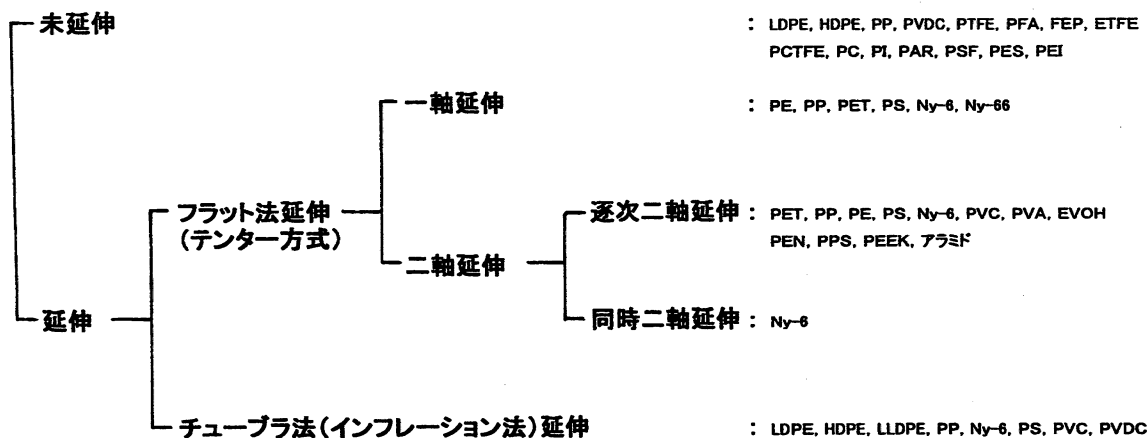 未延伸 : LDPE, HDPE, PP, PVDC, PTFE, PFA, FEP, ETFE
PCTFE, PC, PI, PAR, PSF, PES, PEI
一軸延伸 : PE, PP, PET, PS, Ny-6, Ny-66
フラット法延伸 逐次二軸延伸 : PET, PP, PE, PS, Ny-6, PVC, PVA, EVOH
(テンター方式) PEN, PPS, PEEK, アラミド
二軸延伸
延伸 同時二軸延伸 : Ny-6
チューブラ法(インフレーション法)延伸 : LDPE, HDPE, LLDPE, PP, Ny-6, PS, PVC, PVDC